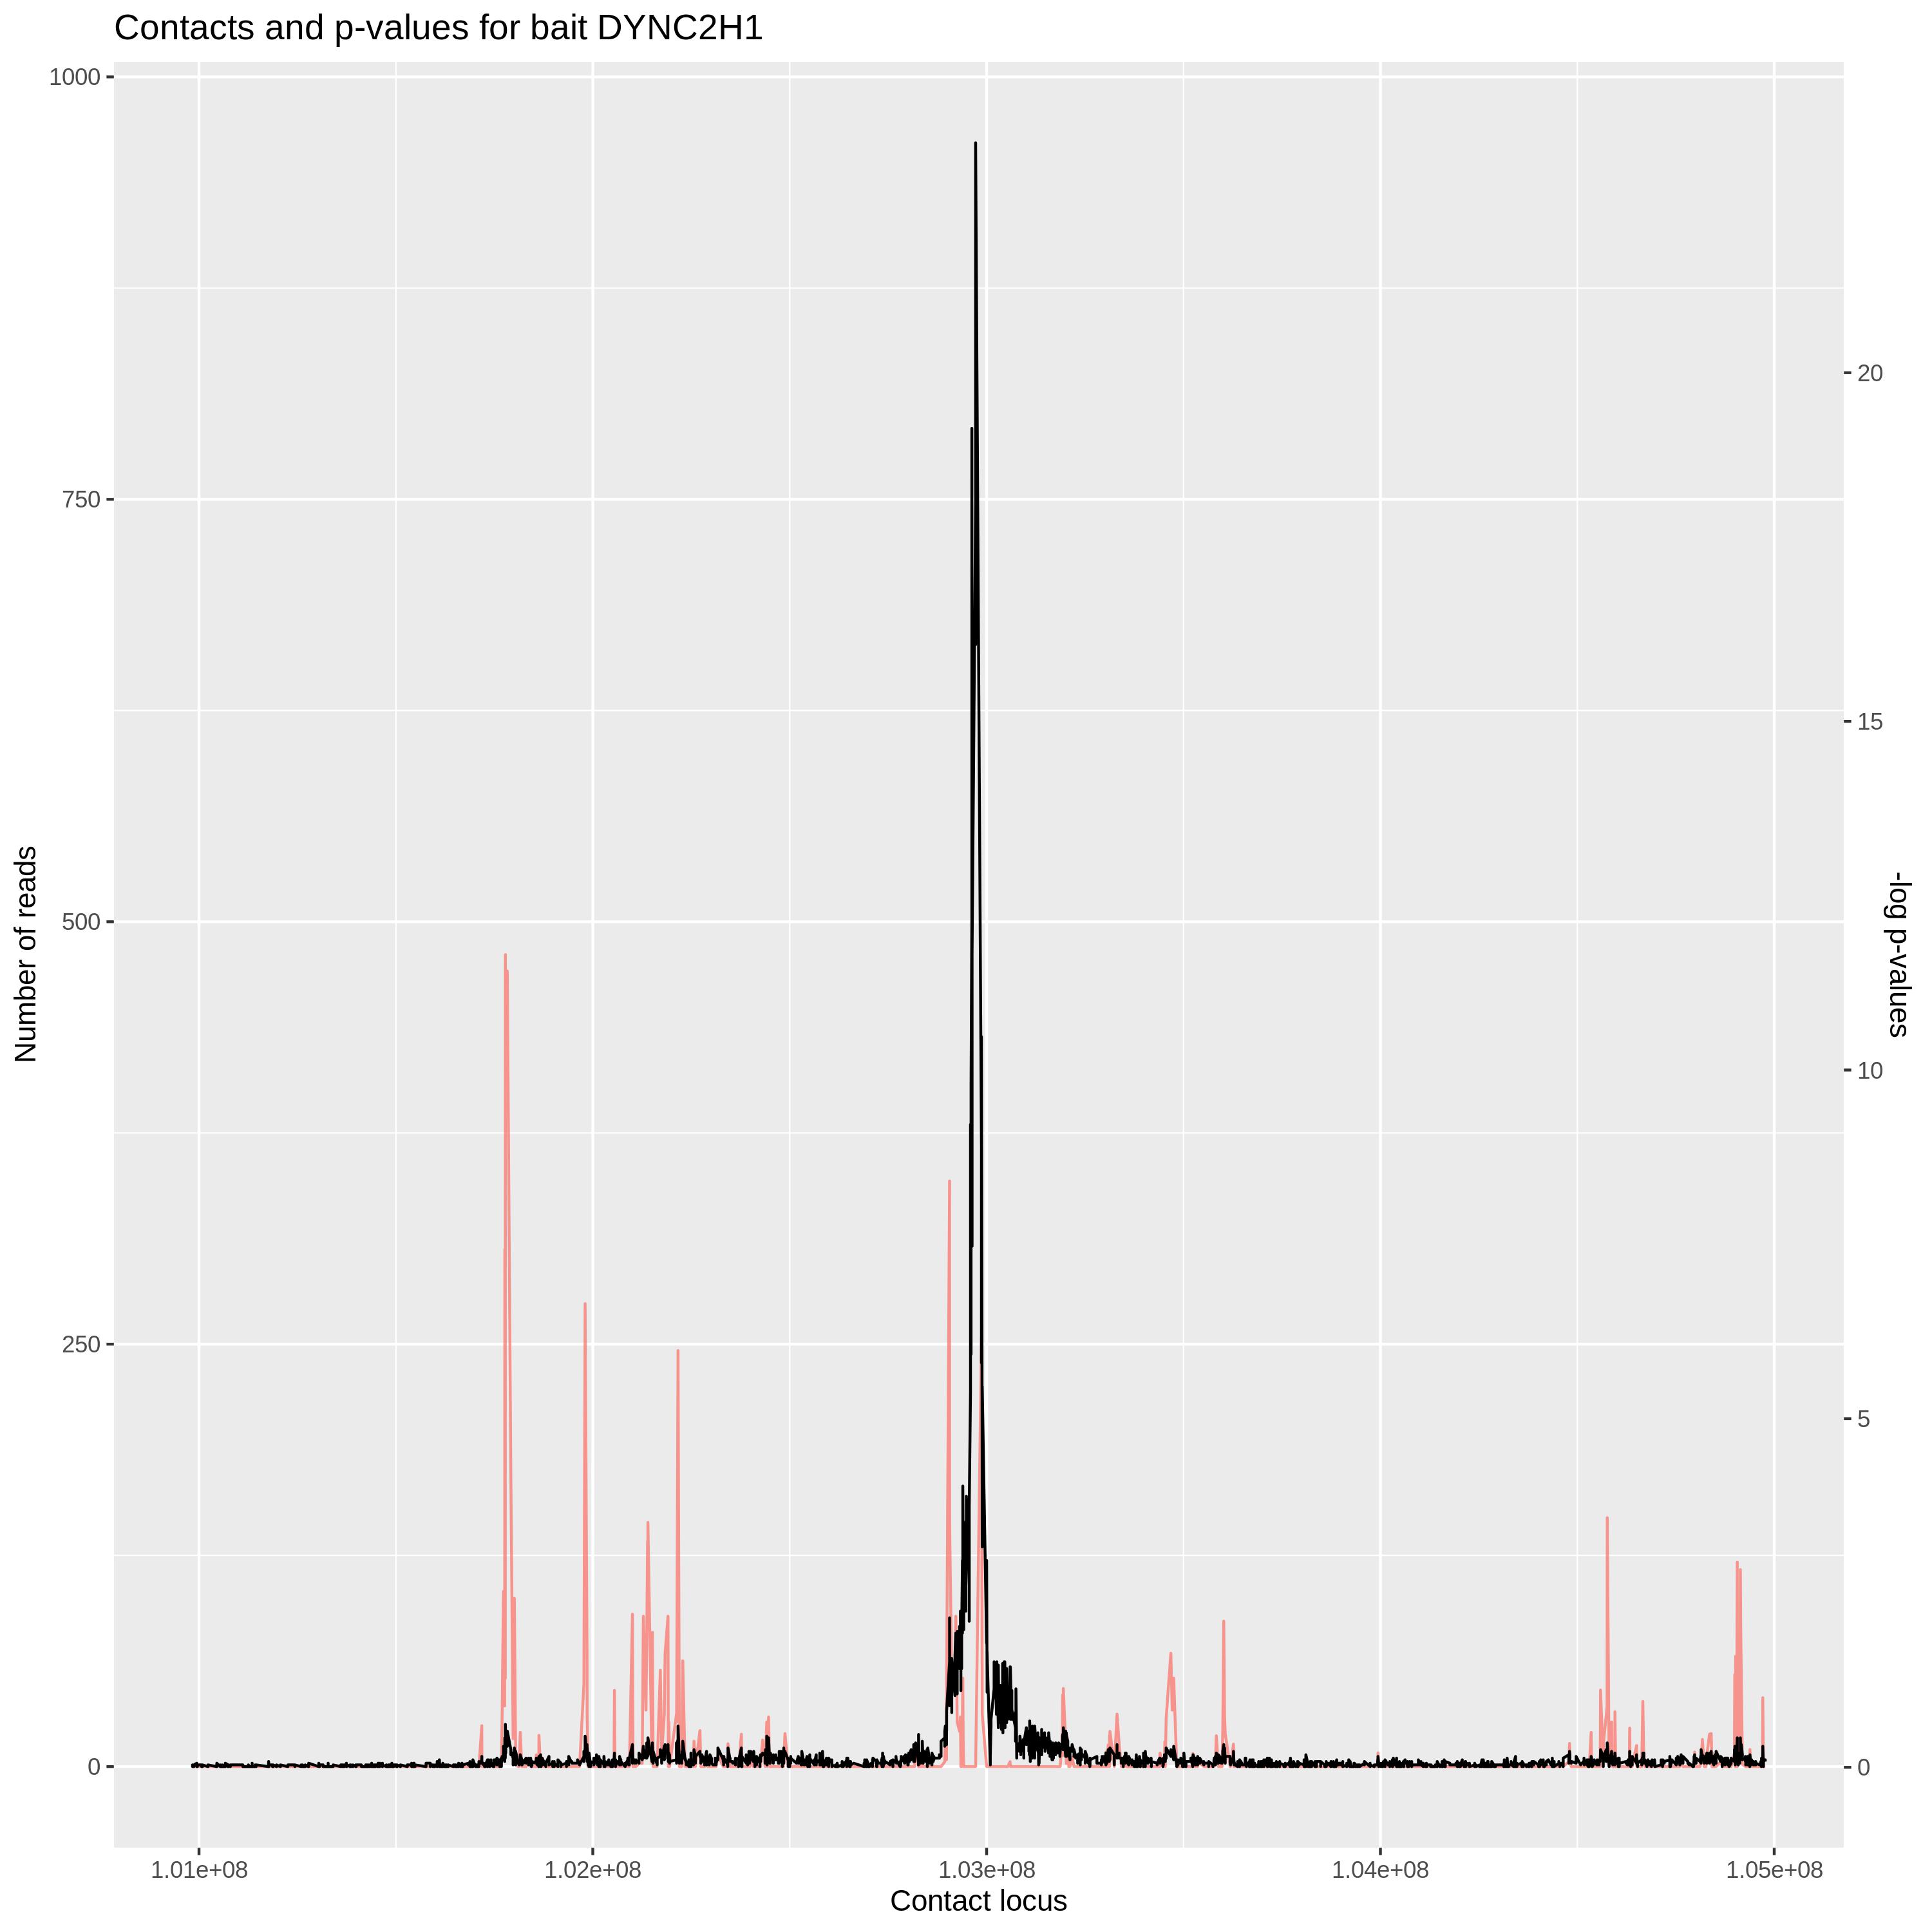 Contacts and p-values for bait DYNC2H1
1000
750
500
250
0
Number of reads
20
15
10
5
0
-log p-values
1.01e+08 1.02e+08 1.03e+08 1.04e+08 1.05e+08
Contact locus